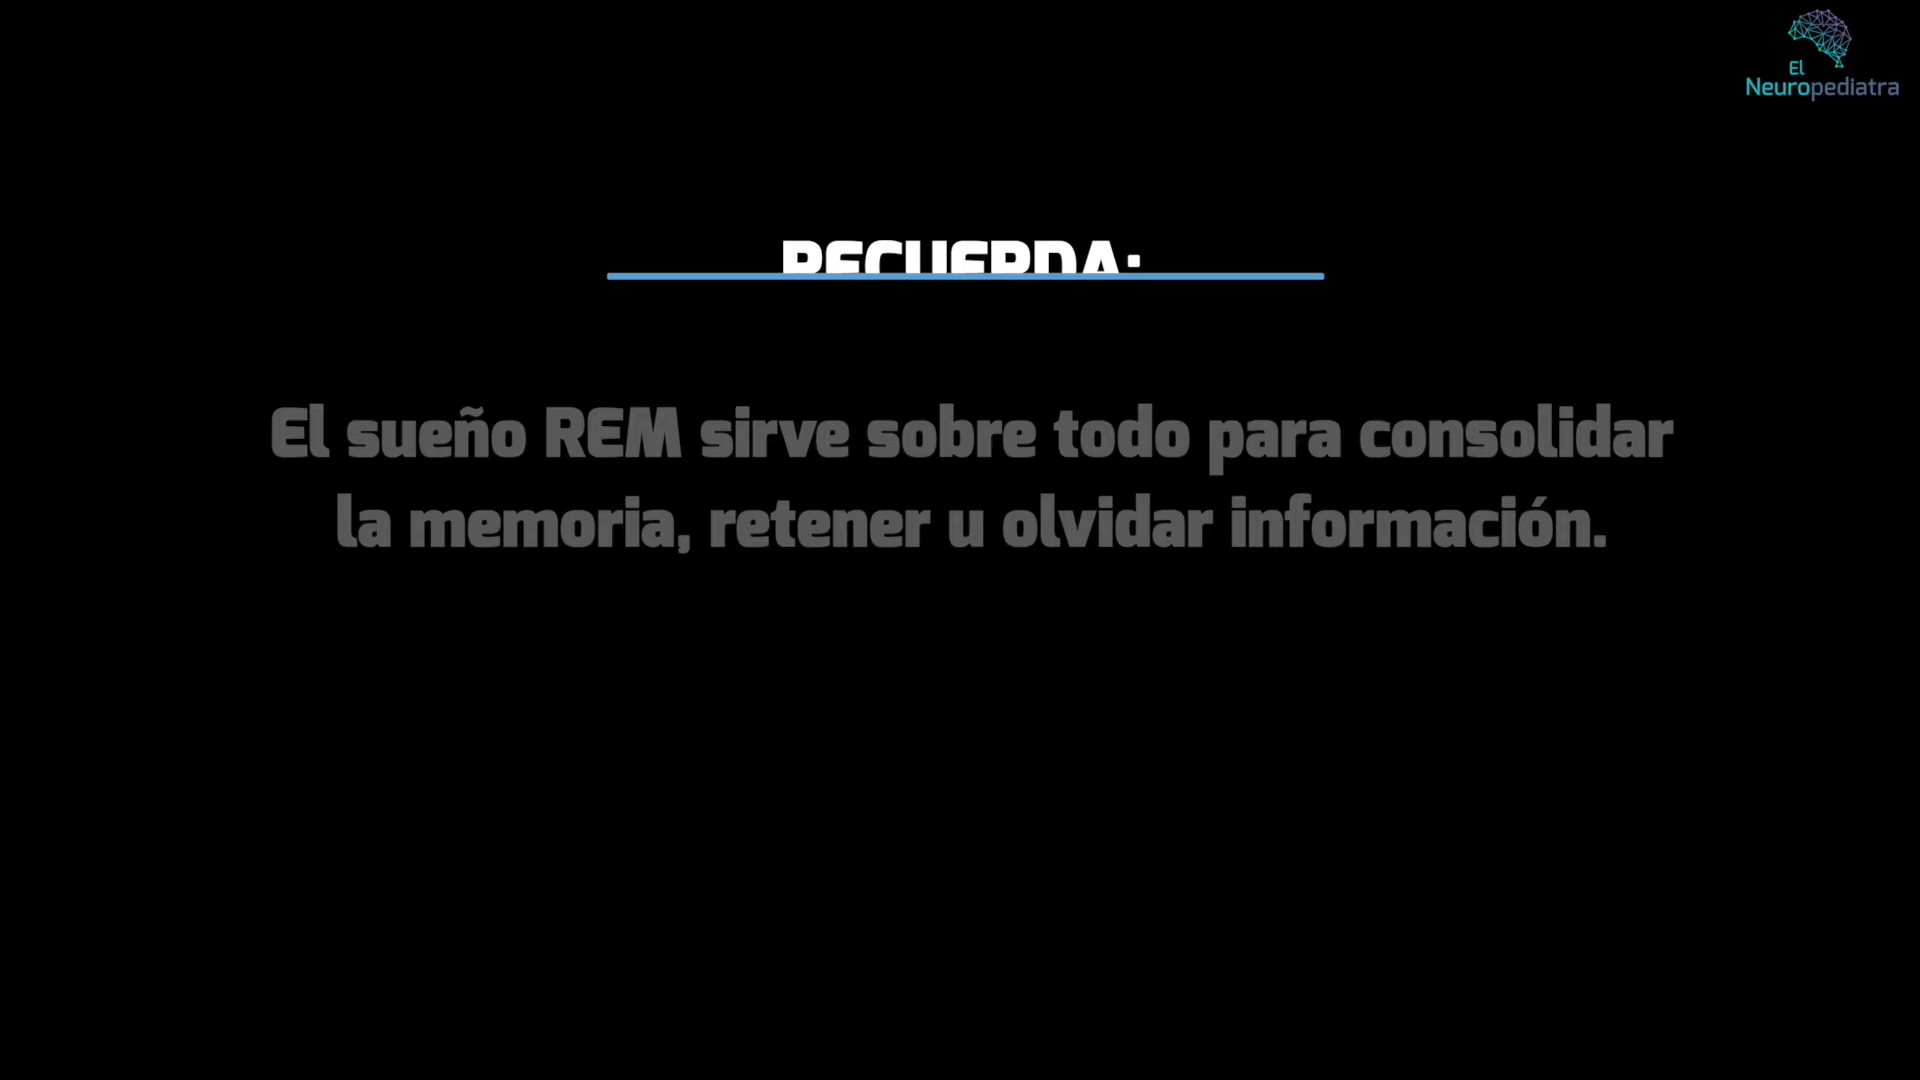 El
Neuropediatra
RECUERDA:
El sueño REM sirve sobre todo para consolidar
la memoria, retener u olvidar información.